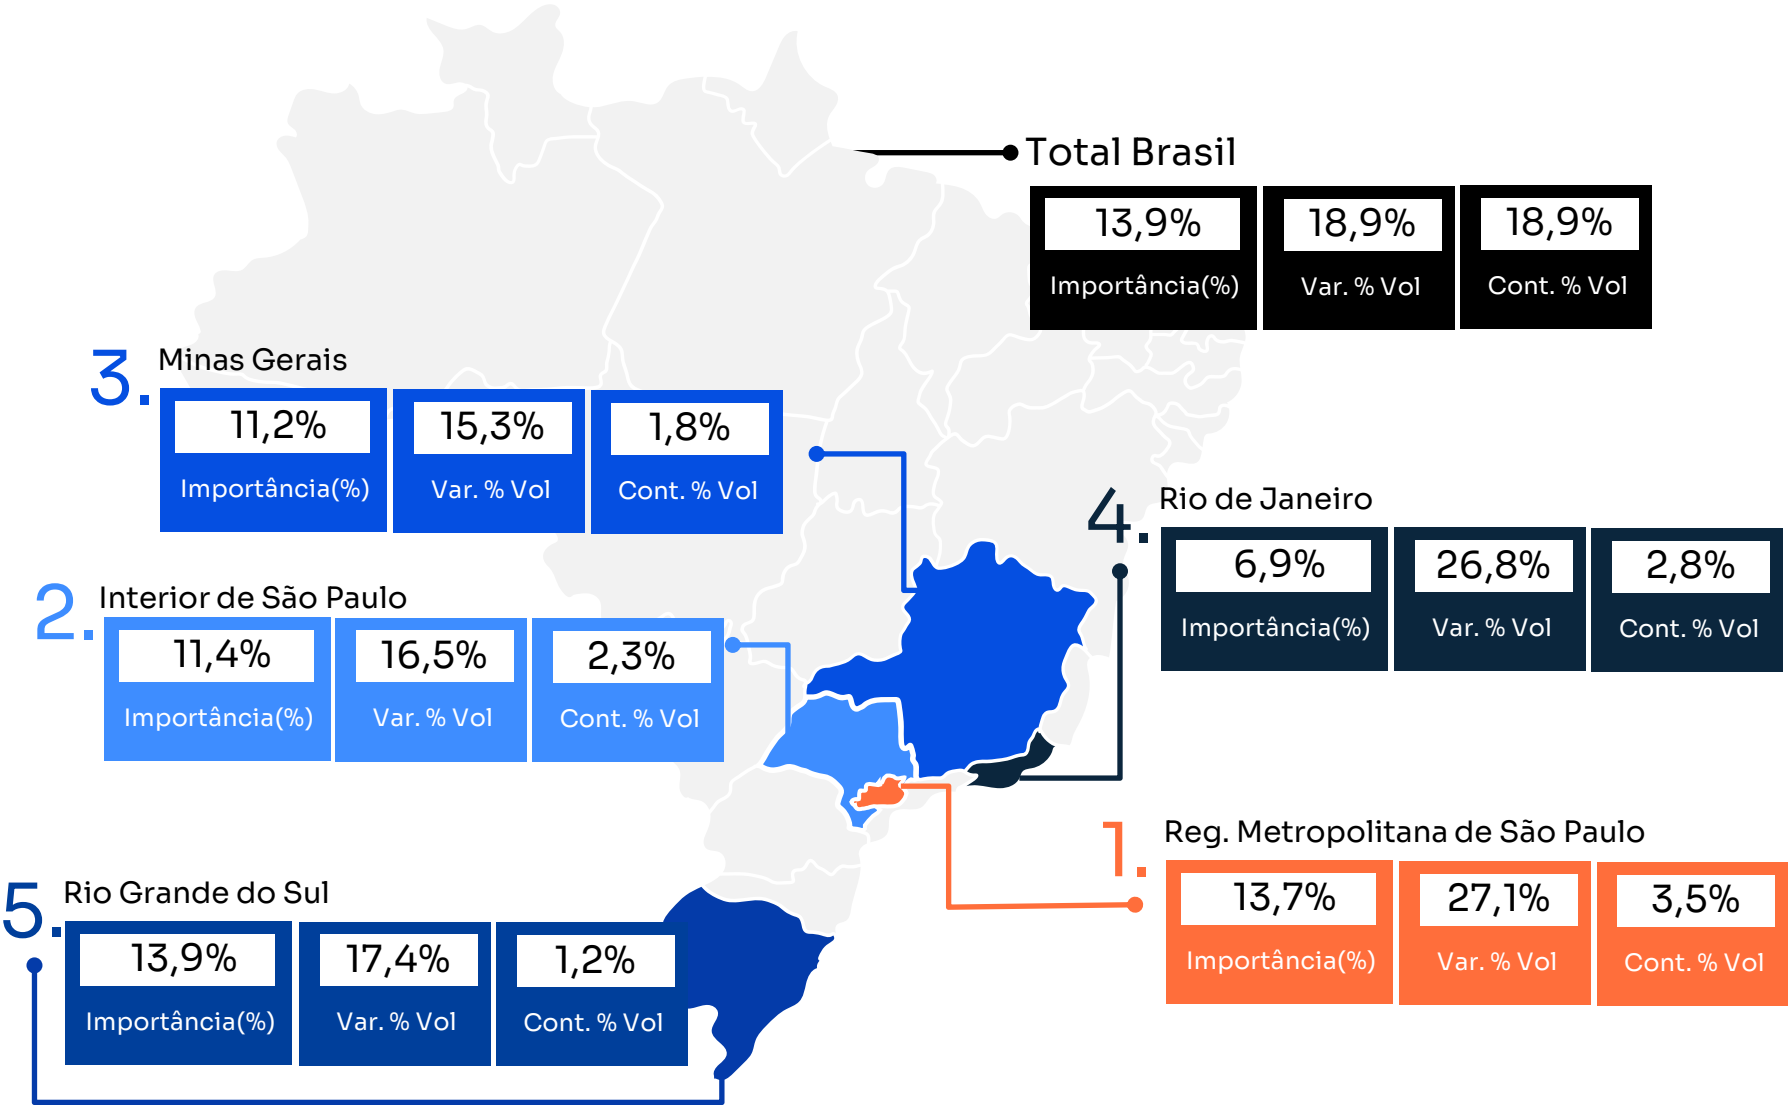 Total Brasil
13,9% 18,9% 18,9%
Importância(%) Var. % Vol Cont. % Vol
3. Minas Gerais
11,2% 15,3% 1,8%
Importância(%) Var. % Vol Cont. % Vol
4. Rio de Janeiro
6,9% 26,8% 2,8%
Importância(%) Var. % Vol Cont. % Vol
2. Interior de São Paulo
11,4% 16,5% 2,3%
Importância(%) Var. % Vol Cont. % Vol
1. Reg. Metropolitana de São Paulo
13,7% 27,1% 3,5%
Importância(%) Var. % Vol Cont. % Vol
5. Rio Grande do Sul
13,9% 17,4% 1,2%
Importância(%) Var. % Vol Cont. % Vol